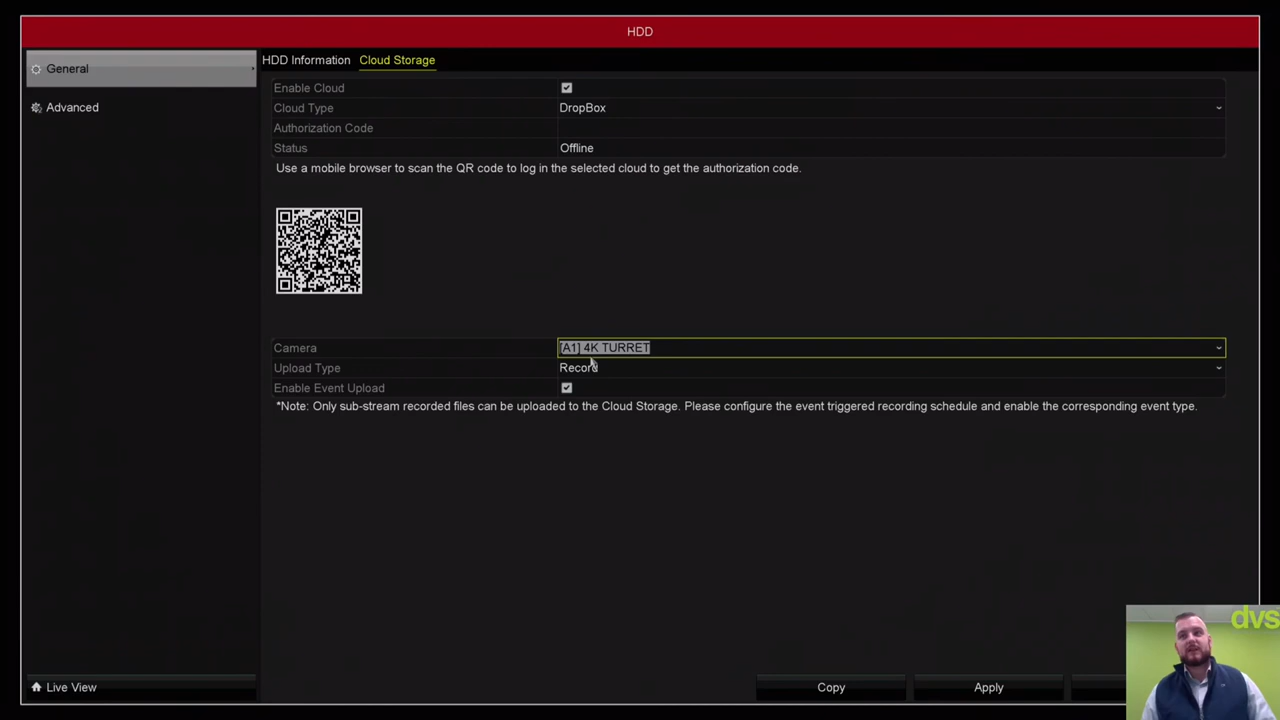 HDD
General
Advanced
HDD Information Cloud Storage
Enable Cloud
Cloud Type DropBox
Authorization Code
Status Offline
Use a mobile browser to scan the QR code to log in the selected cloud to get the authorization code.
Camera [A1] 4K TURRET
Upload Type Record
Enable Event Upload
*Note: Only sub-stream recorded files can be uploaded to the Cloud Storage. Please configure the event triggered recording schedule and enable the corresponding event type.
Live View Copy Apply
dvs